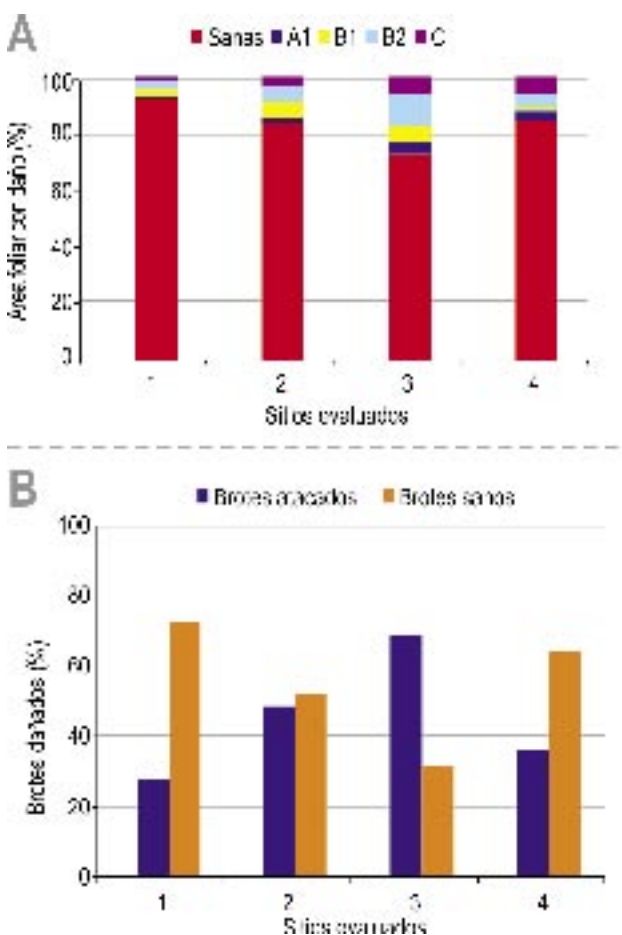 A
Sanas A1 B1 B2 C
Area foliar con daño (%)
100
80
60
40
20
0
1 2 3 4
Sitios evaluados
B
Brotes atacados Brotes sanos
Brotes dañados (%)
100
80
60
40
20
0
1 2 3 4
Sitios evaluados